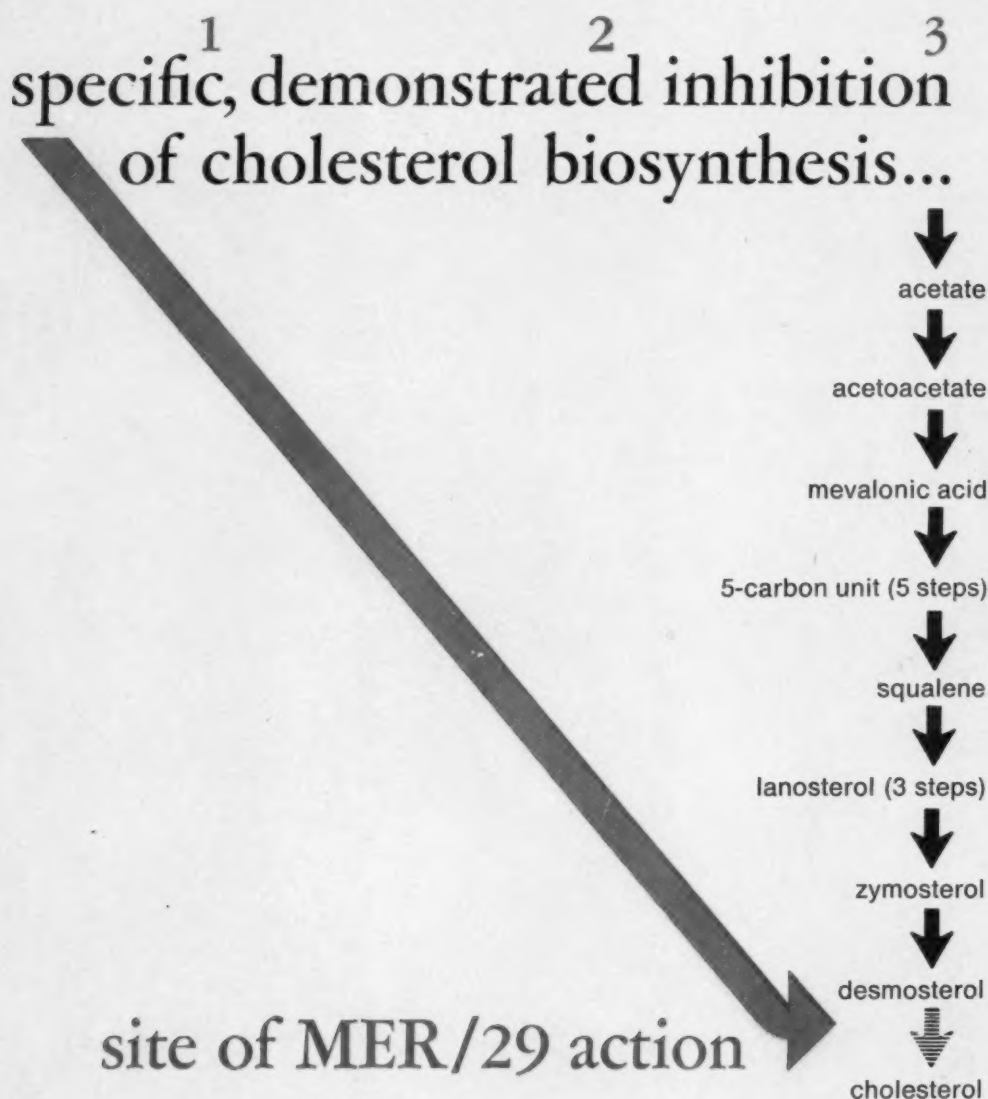 1 2 3
specific, demonstrated inhibition
of cholesterol biosynthesis...
acetate
acetoacetate
mevalonic acid
5-carbon unit (5 steps)
squalene
lanosterol (3 steps)
zymosterol
desmosterol
site of MER/29 action
cholesterol